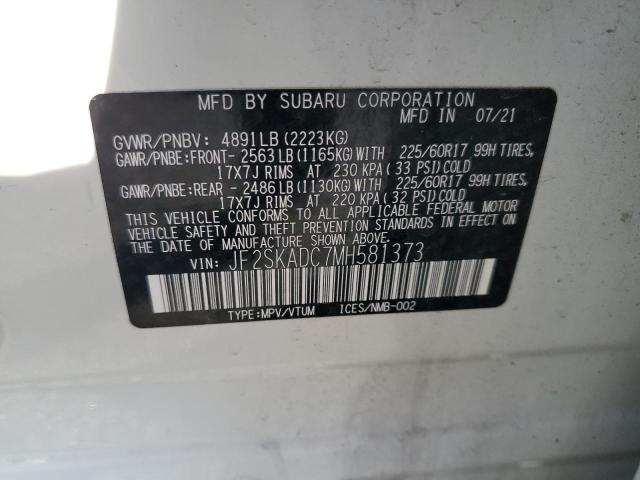 MFD BY SUBARU CORPORATION
MFD IN 07/21
GVWR/PNBV: 4891LB(2223KG)
GAWR/PNBE:FRONT- 2563LB(1165KG)WITH 225/60R17 99H TIRES,
17X7J RIMS AT 230 KPA(33 PSI)COLD
GAWR/PNBE:REAR - 2486LB(1130KG)WITH 225/60R17 99H TIRES,
17X7J RIMS AT 220 KPA(32 PSI)COLD
THIS VEHICLE CONFORMS TO ALL APPLICABLE FEDERAL MOTOR
VEHICLE SAFETY AND THEFT PREVENTION STANDARDS IN EFFECT ON
THE DATE OF MANUFACTURE SHOWN ABOVE.
VIN: JF2SKADC7MH581373
TYPE:MPV/VTUM ICES/NMB-002